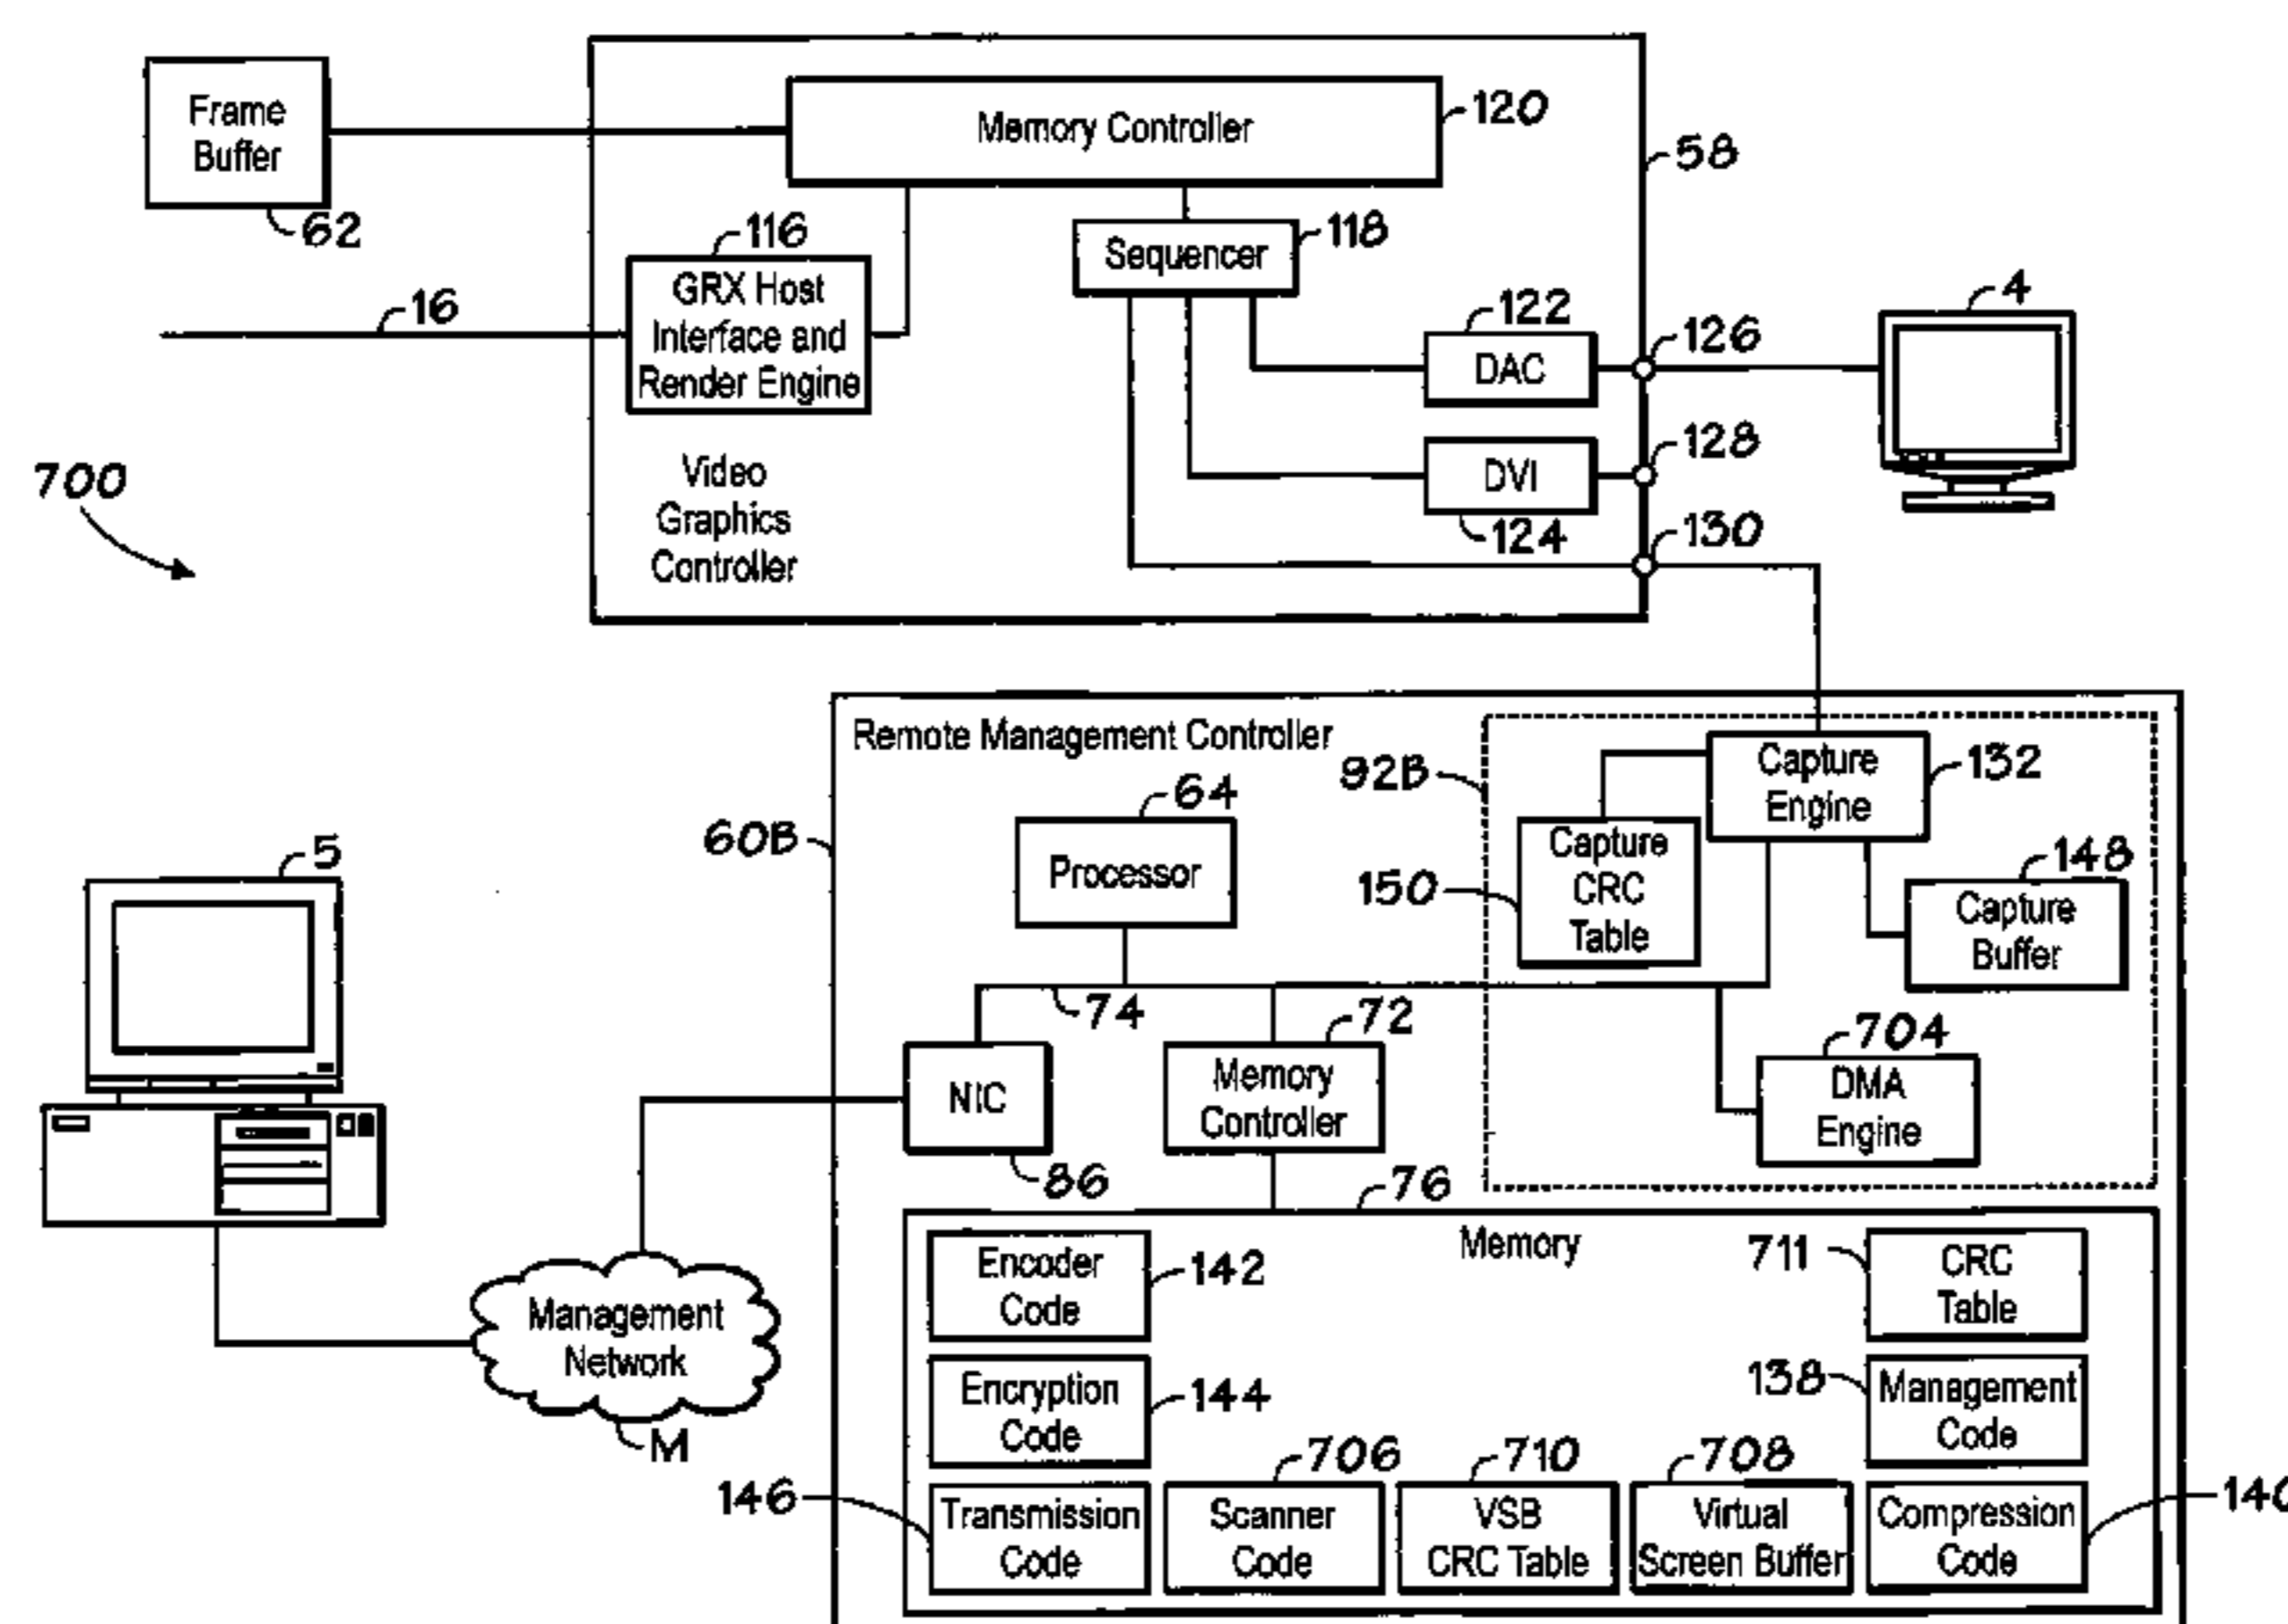 Frame
Buffer
62
Memory Controller
120
58
116
GRX Host
Interface and
Render Engine
16
Sequencer
118
122
DAC
126
4
DVI
124
128
130
Video
Graphics
Controller
700
Remote Management Controller
92B
Capture
Engine
132
60B
64
Processor
Capture
CRC
Table
150
148
Capture
Buffer
5
74
72
704
NIC
86
Memory
Controller
DMA
Engine
76
Memory
Encoder
Code
142
711
CRC
Table
Management
Network
M
Encryption
Code
144
138
Management
Code
146
Transmission
Code
706
Scanner
Code
710
VSB
CRC Table
708
Virtual
Screen Buffer
Compression
Code
140